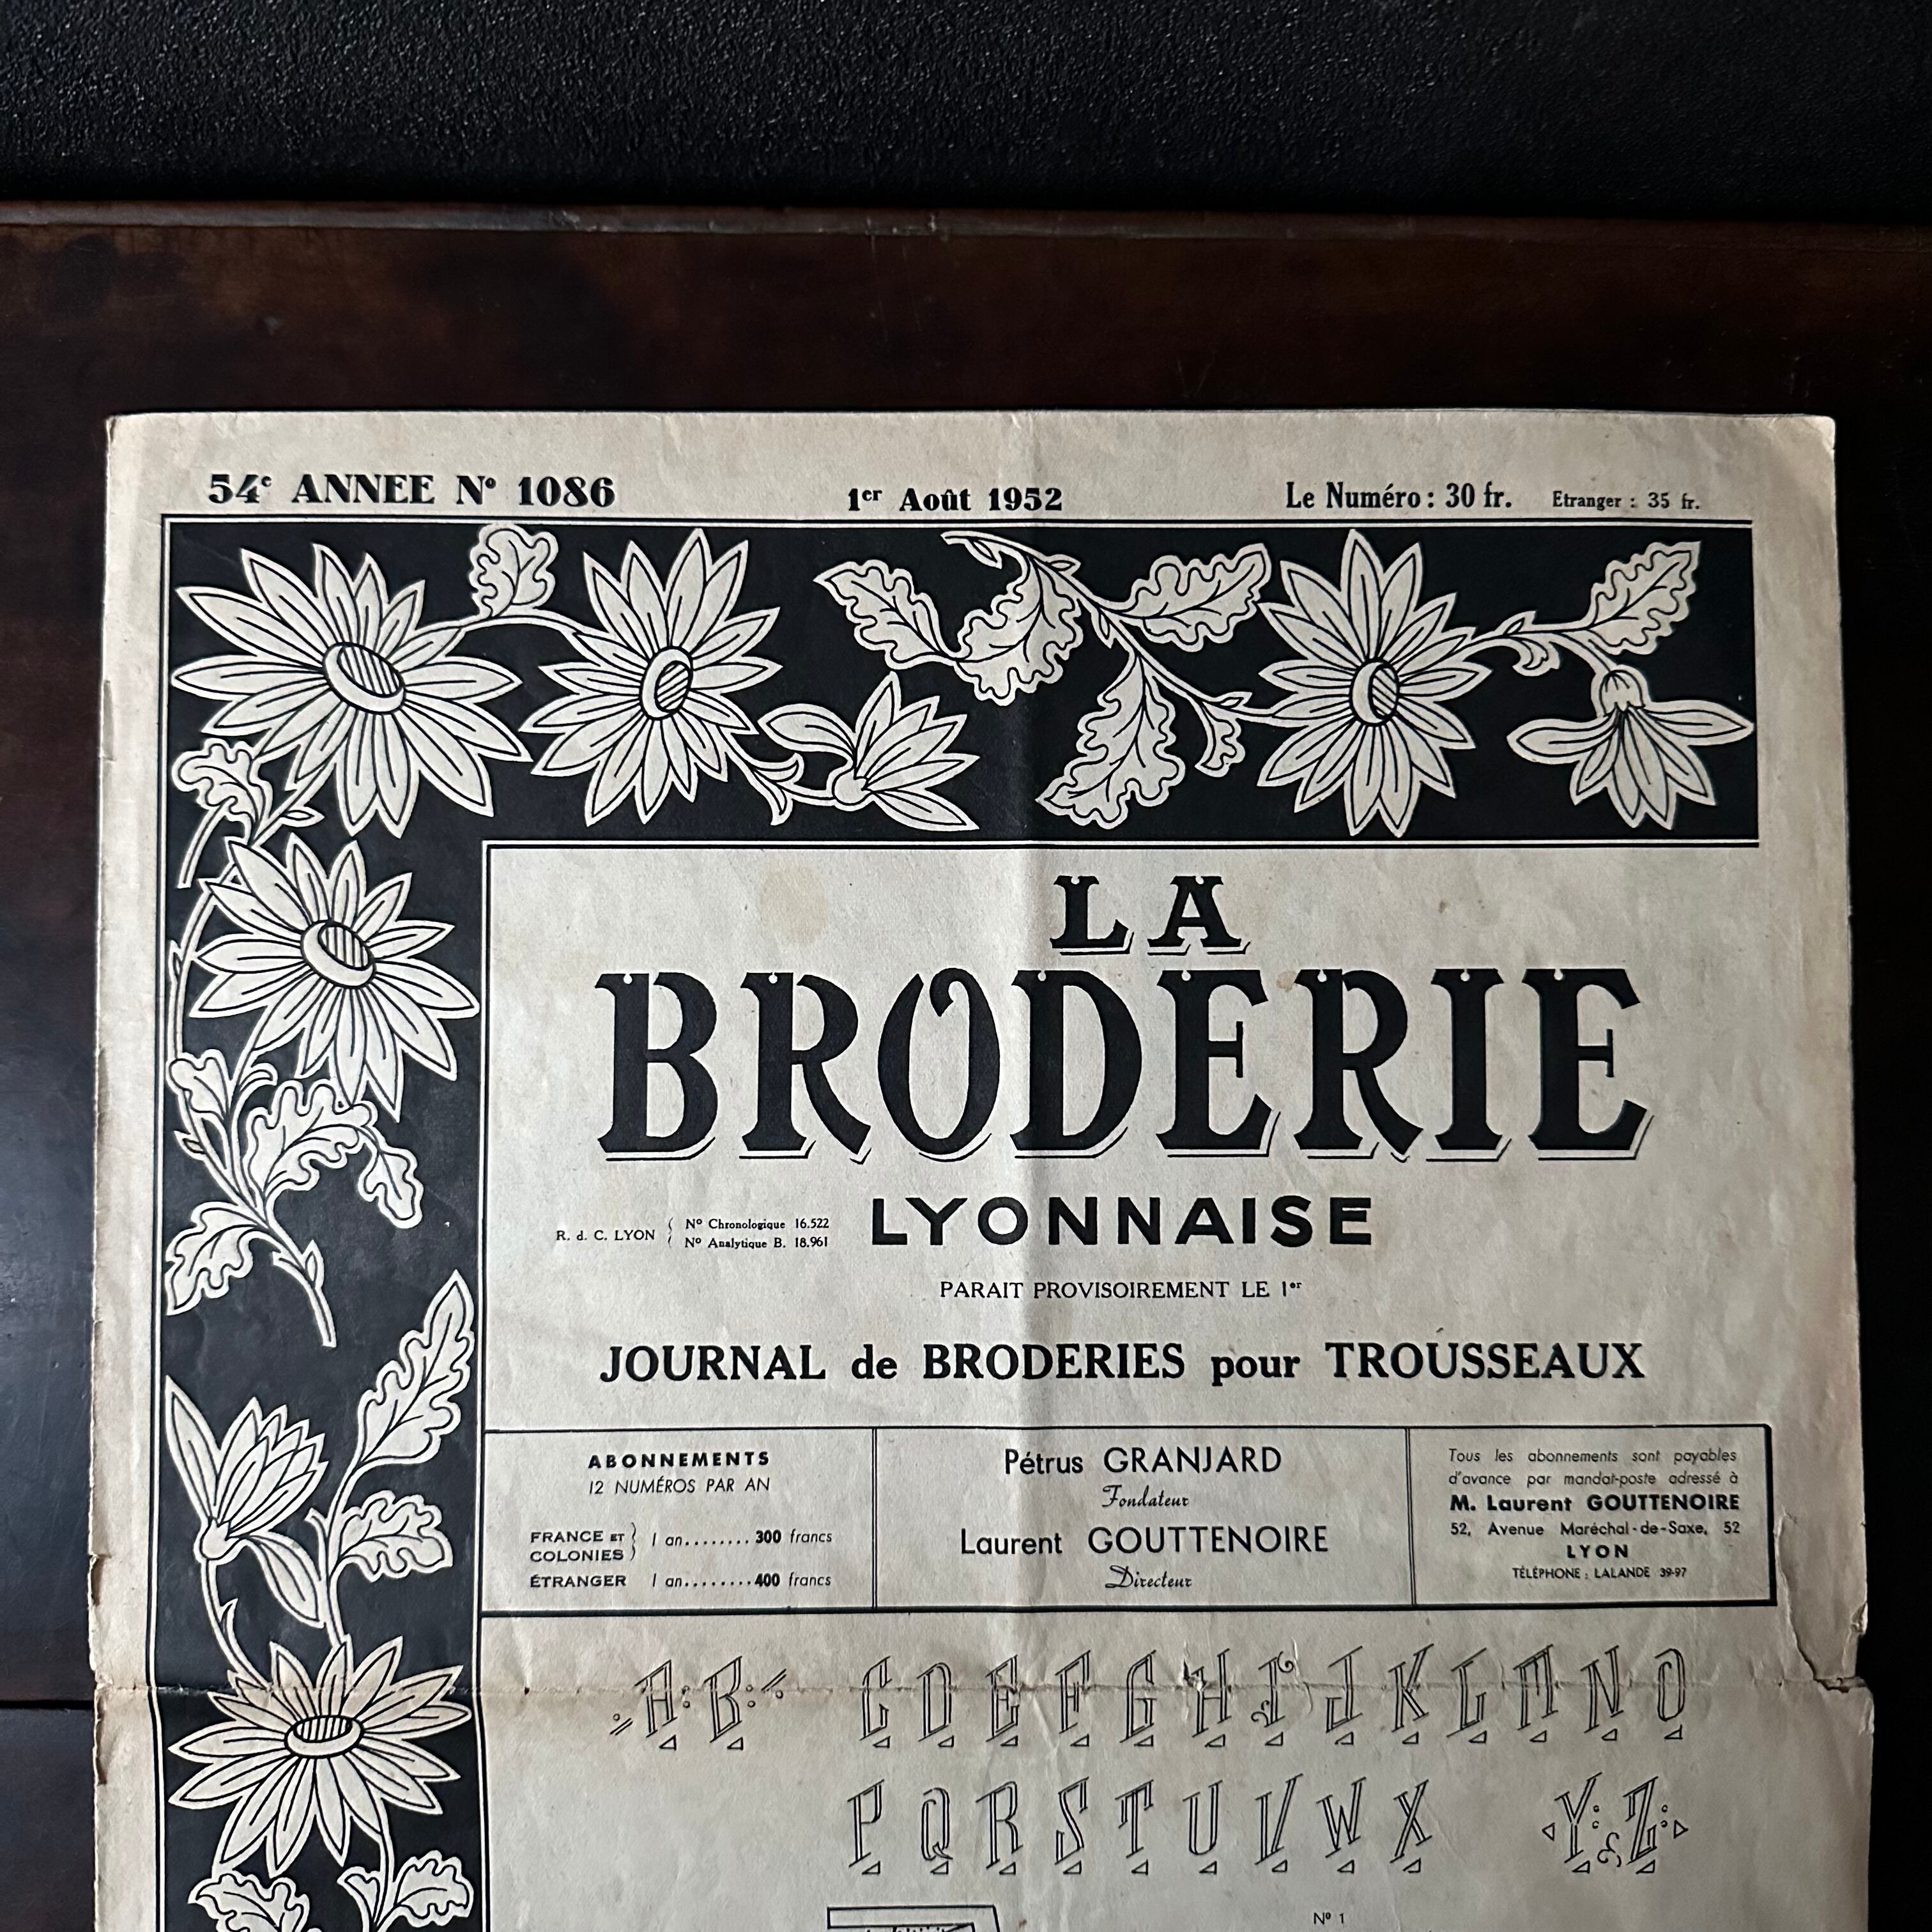 54e ANNEE No 1086
1er Août 1952
Le Numéro : 30 fr. Etranger : 35 fr.
LA
BRODERIE
LYONNAISE
R. d. C. LYON { No Chronologique 16.522
No Analytique B. 18.961
PARAIT PROVISOIREMENT LE 1er
JOURNAL de BRODERIES pour TROUSSEAUX
ABONNEMENTS
12 NUMÉROS PAR AN
FRANCE ET COLONIES } 1 an........ 300 francs
ÉTRANGER 1 an........ 400 francs
Pétrus GRANJARD
Fondateur
Laurent GOUTTENOIRE
Directeur
Tous les abonnements sont payables
d'avance par mandat-poste adressé à
M. Laurent GOUTTENOIRE
52, Avenue Maréchal-de-Saxe, 52
LYON
TÉLÉPHONE : LALANDE 39-97
A B C D E F G H I J K L M N O
P Q R S T U V W X Y & Z
No 1